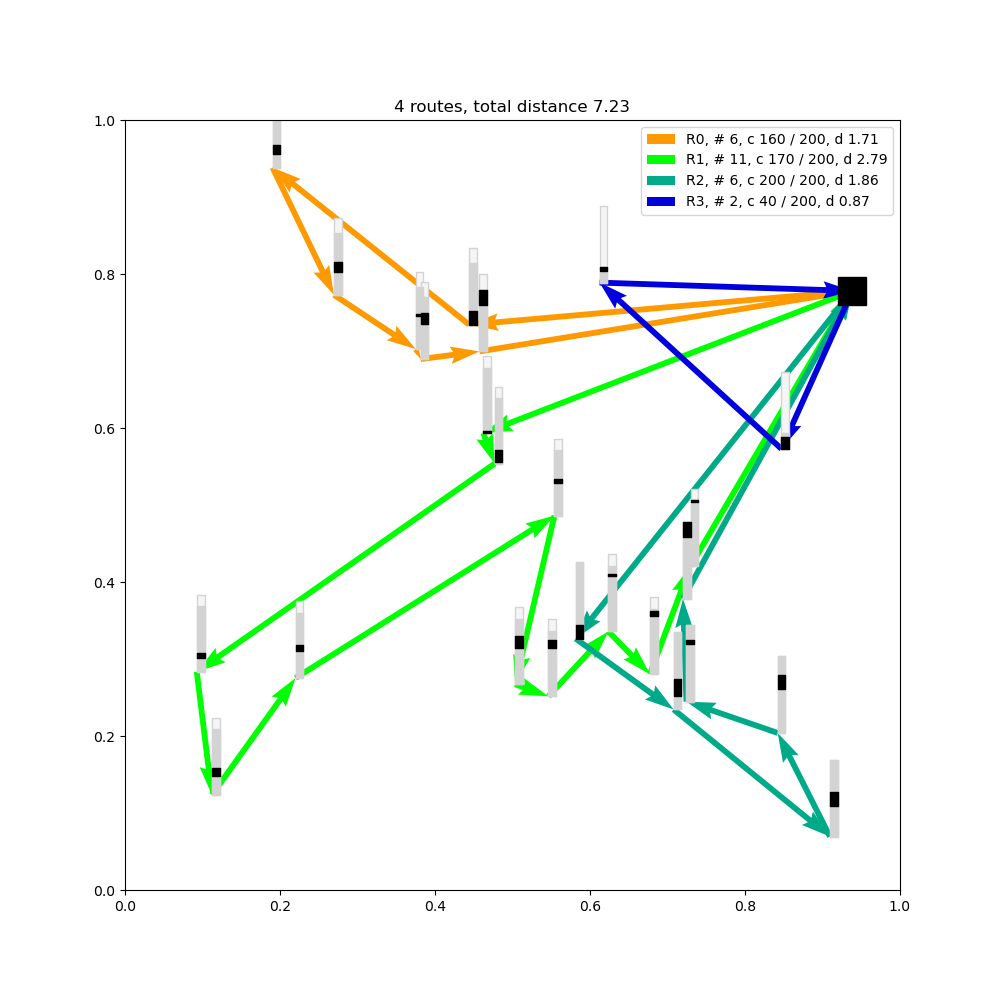 4 routes, total distance 7.23
R0, # 6, c 160 / 200, d 1.71
R1, # 11, c 170 / 200, d 2.79
R2, # 6, c 200 / 200, d 1.86
R3, # 2, c 40 / 200, d 0.87
1.0
0.8
0.6
0.4
0.2
0.0
0.0 0.2 0.4 0.6 0.8 1.0